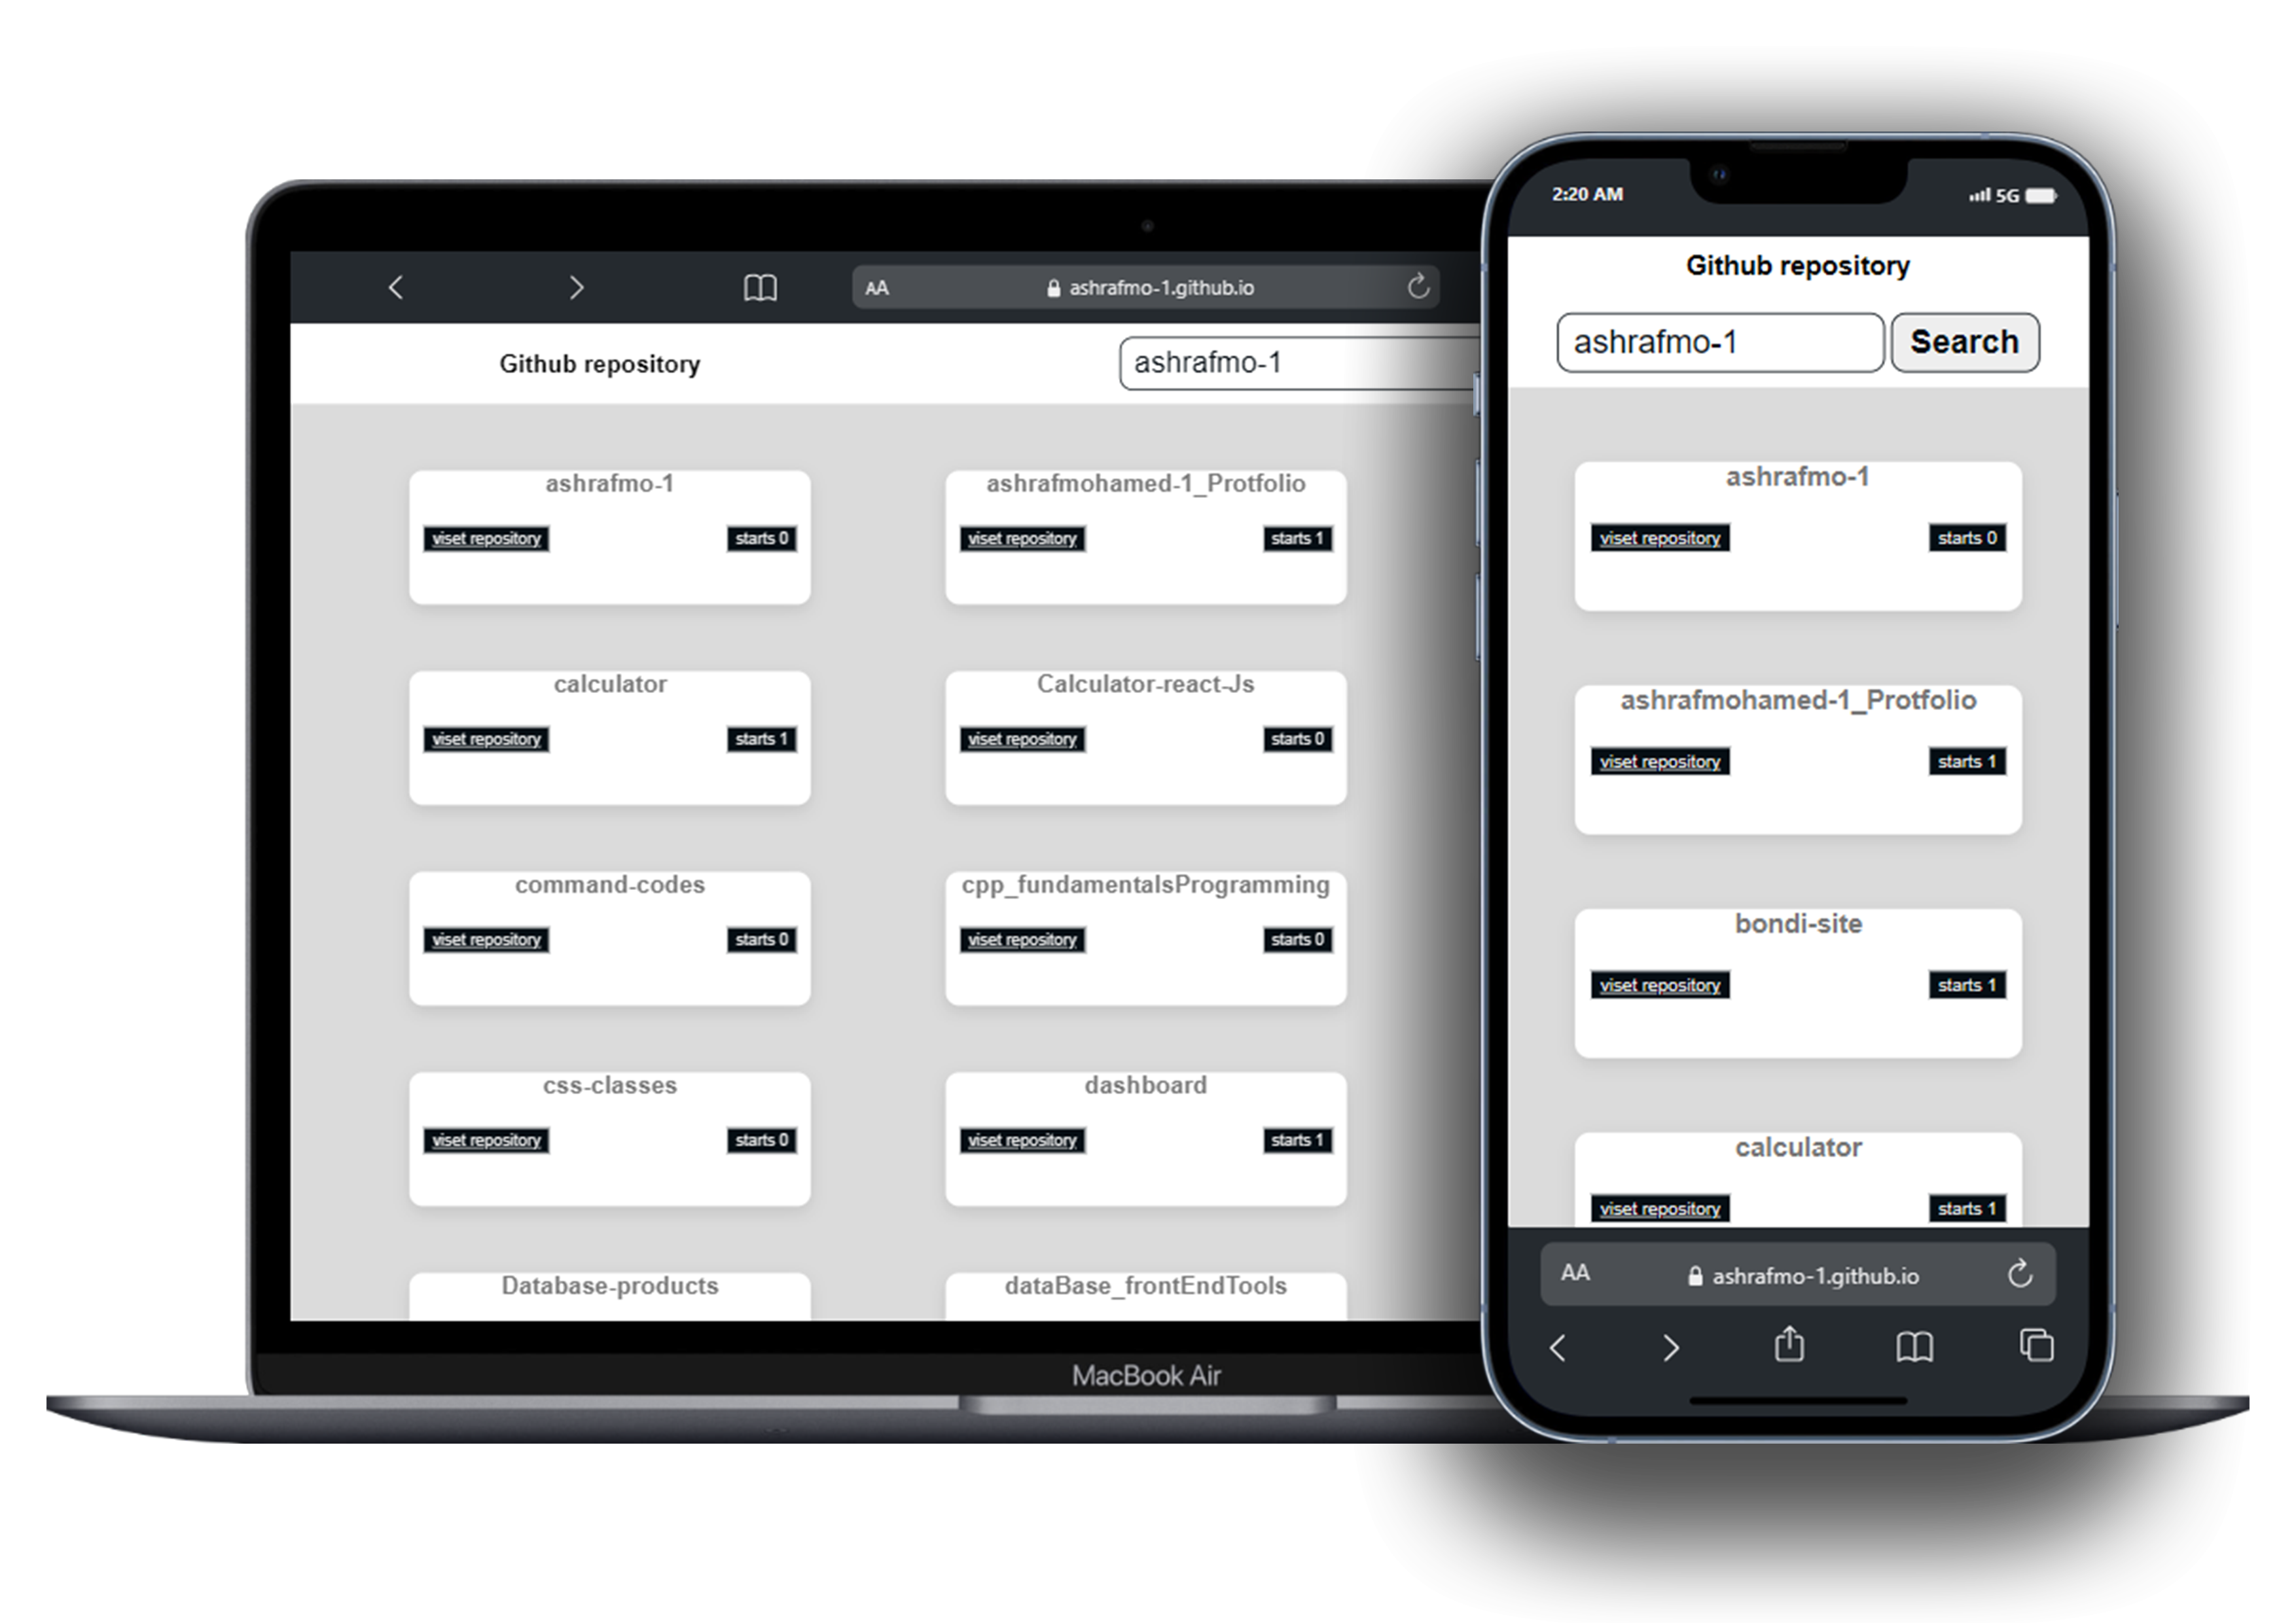 AA ashrafmo-1.github.io
Github repository ashrafmo-1
ashrafmo-1 ashrafmohamed-1_Protfolio
viset repository starts 0 viset repository starts 1
calculator Calculator-react-Js
viset repository starts 1 viset repository starts 0
command-codes cpp_fundamentalsProgramming
viset repository starts 0 viset repository starts 0
css-classes dashboard
viset repository starts 0 viset repository starts 1
Database-products dataBase_frontEndTools
MacBook Air
2:20 AM 5G
Github repository
ashrafmo-1 Search
ashrafmo-1
viset repository starts 0
ashrafmohamed-1_Protfolio
viset repository starts 1
bondi-site
viset repository starts 1
calculator
viset repository starts 1
AA ashrafmo-1.github.io